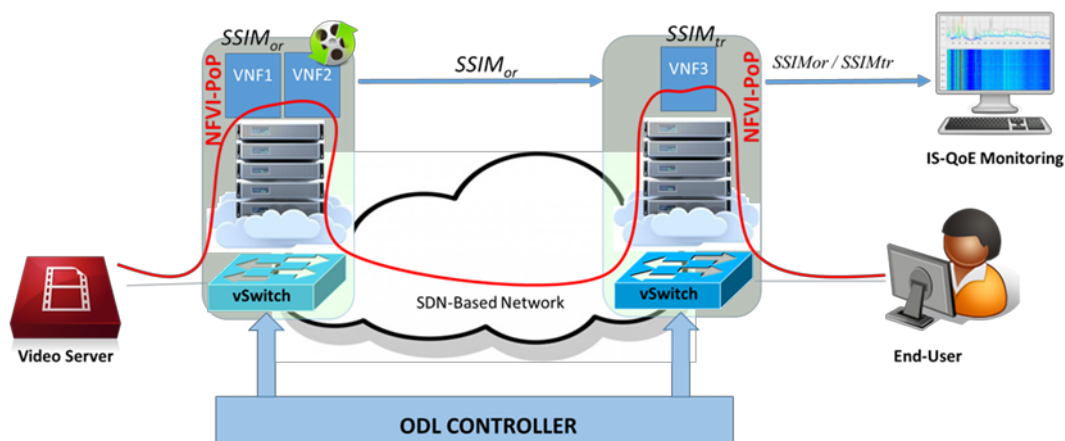 SSIMor
SSIMtr
NFVI-PoP
VNF1
VNF2
SSIMor
VNF3
NFVI-PoP
SSIMor / SSIMtr
IS-QoE Monitoring
vSwitch
SDN-Based Network
vSwitch
Video Server
End-User
ODL CONTROLLER